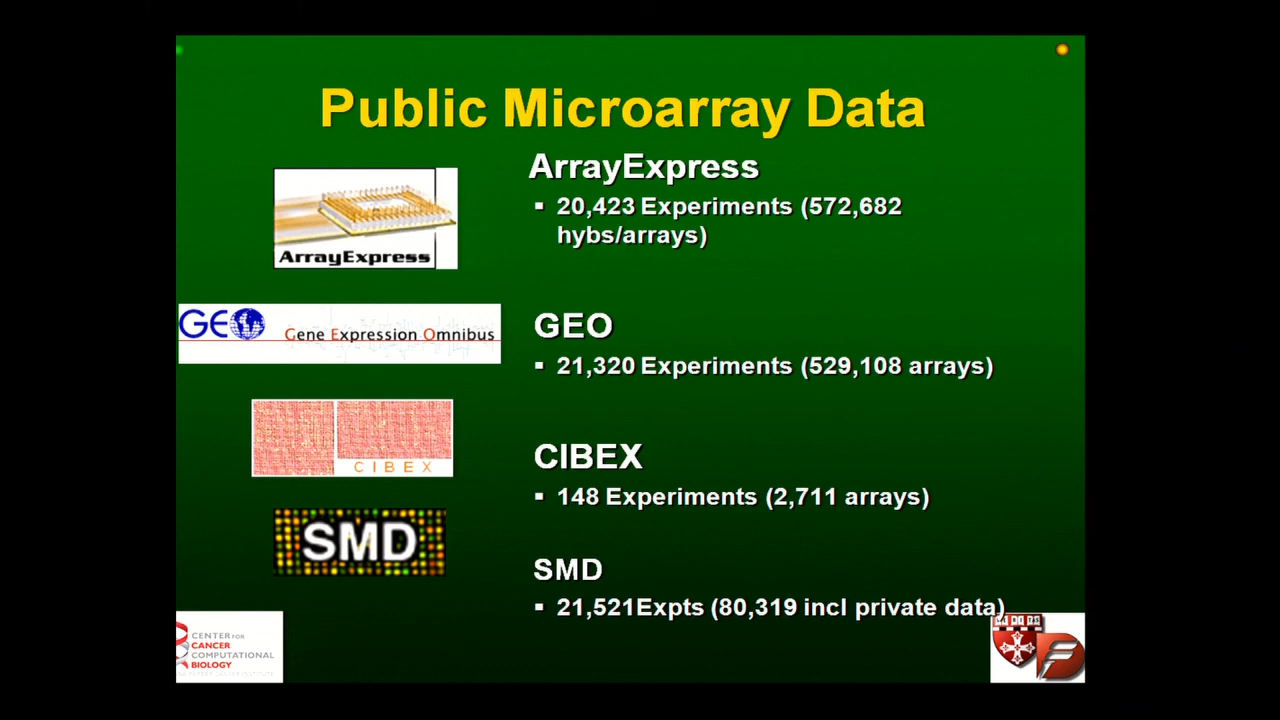 Public Microarray Data
ArrayExpress
▪ 20,423 Experiments (572,682
hybs/arrays)
ArrayExpress
GEO
Gene Expression Omnibus
GEO
▪ 21,320 Experiments (529,108 arrays)
CIBEX
CIBEX
▪ 148 Experiments (2,711 arrays)
SMD
SMD
▪ 21,521Expts (80,319 incl private data)
CENTER FOR
CANCER
COMPUTATIONAL
BIOLOGY